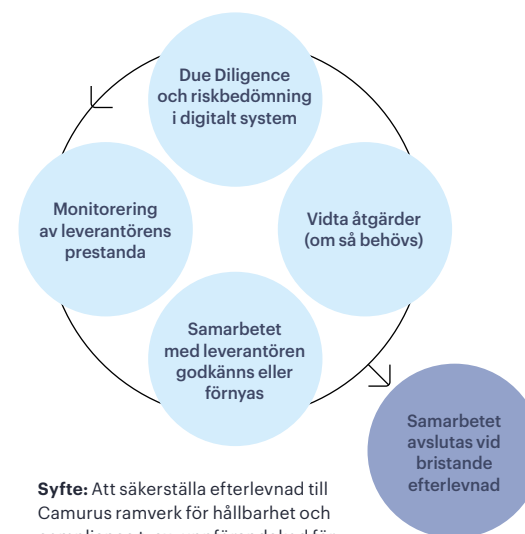 Due Diligence
och riskbedömning
i digitalt system
Monitorering
av leverantörens
prestanda
Vidta åtgärder
(om så behövs)
Samarbetet
med leverantören
godkänns eller
förnyas
Samarbetet
avslutas vid
bristande
efterlevnad
Syfte: Att säkerställa efterlevnad till
Camurus ramverk för hållbarhet och